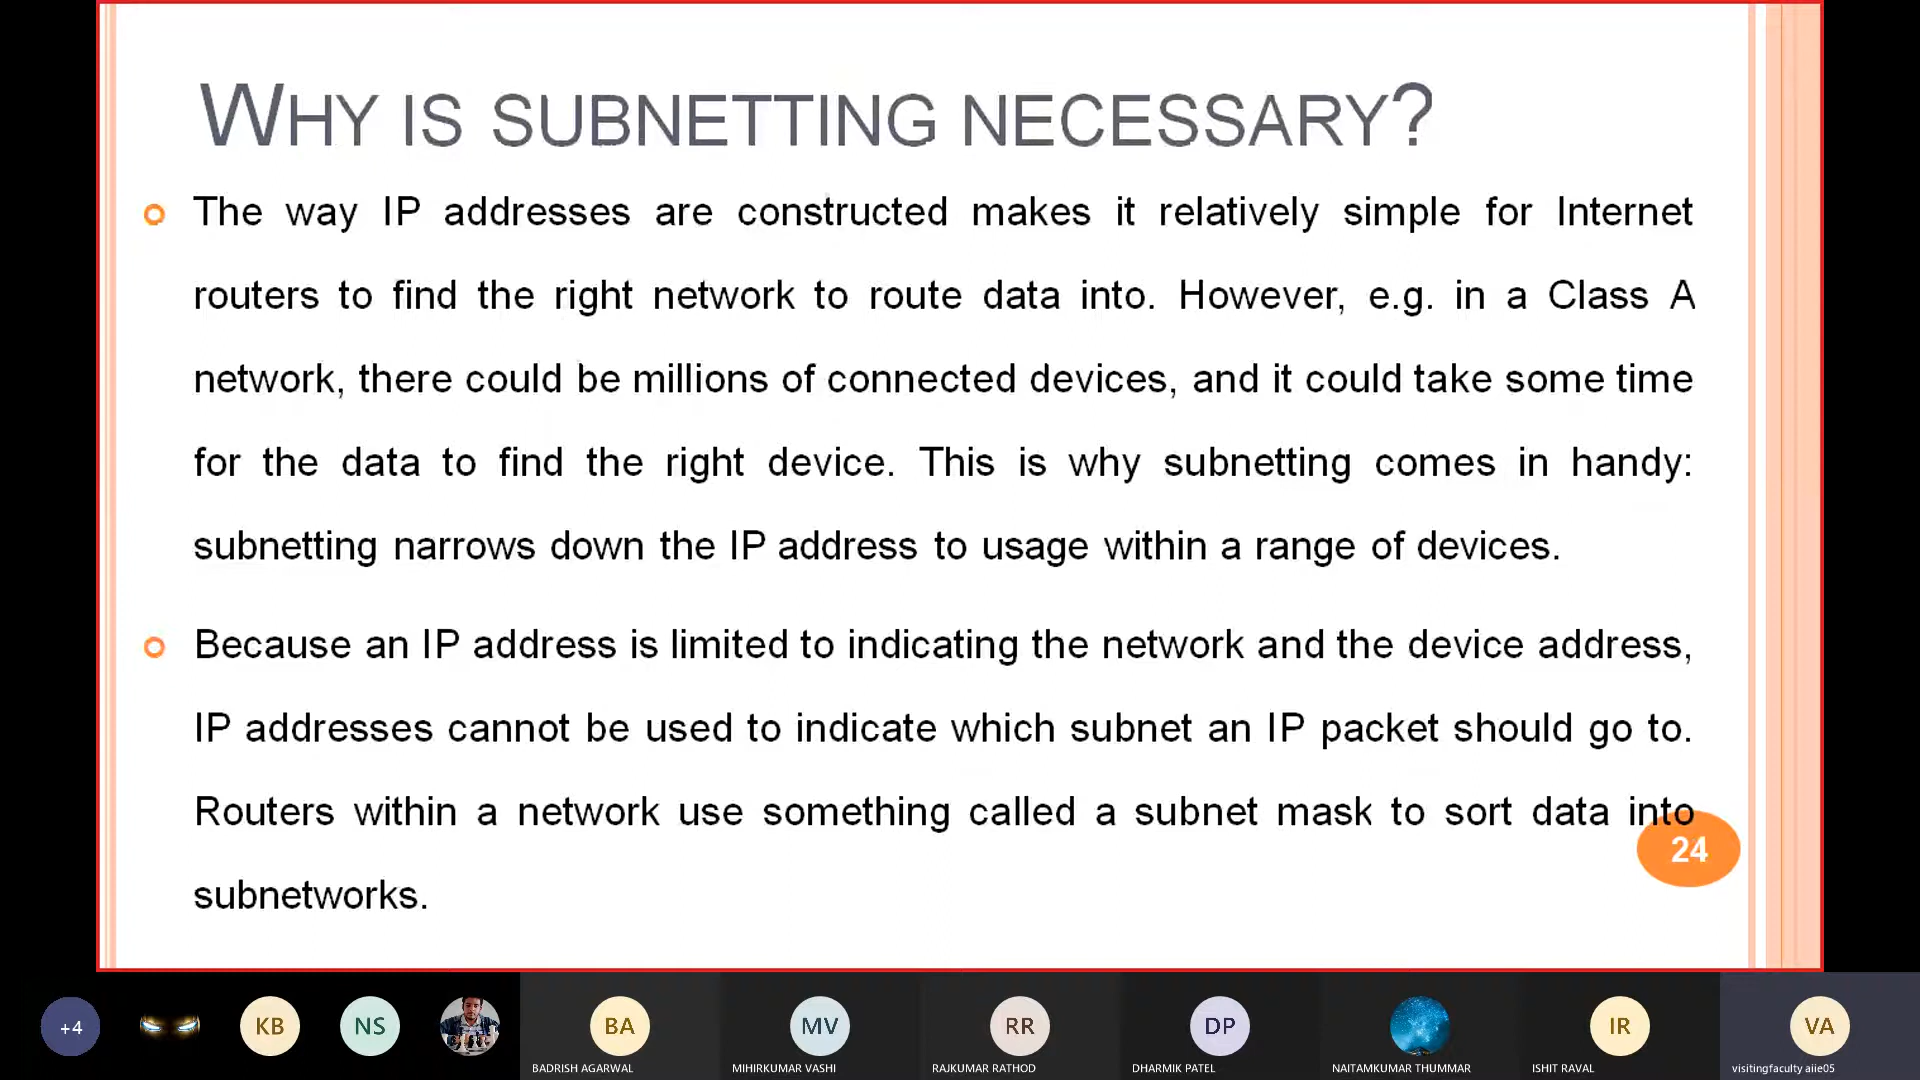 WHY IS SUBNETTING NECESSARY?
The way IP addresses are constructed makes it relatively simple for Internet
routers to find the right network to route data into. However, e.g. in a Class A
network, there could be millions of connected devices, and it could take some time
for the data to find the right device. This is why subnetting comes in handy:
subnetting narrows down the IP address to usage within a range of devices.
Because an IP address is limited to indicating the network and the device address,
IP addresses cannot be used to indicate which subnet an IP packet should go to.
Routers within a network use something called a subnet mask to sort data into
subnetworks.
24
+4
KB
NS
BA
MV
RR
DP
IR
VA
BADRISH AGARWAL
MIHIRKUMAR VASHI
RAJKUMAR RATHOD
DHARMIK PATEL
NAITAMKUMAR THUMMAR
ISHIT RAVAL
visitingfaculty aiie05